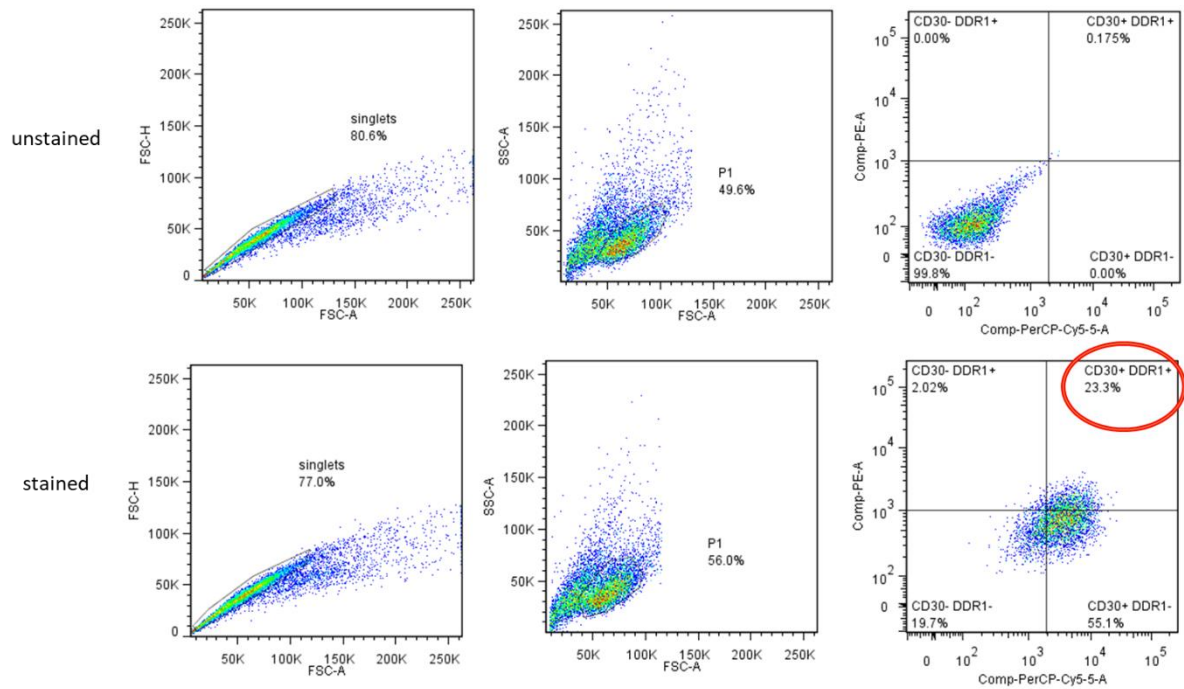 unstained
250K
200K
150K
100K
50K
0
FSC-H
singlets
80.6%
50K 100K 150K 200K 250K
FSC-A
250K
200K
150K
100K
50K
SSC-A
P1
49.6%
50K 100K 150K 200K 250K
FSC-A
CD30- DDR1+
0.00%
CD30+ DDR1+
0.175%
10^5
10^4
10^3
10^2
0
Comp-PE-A
CD30- DDR1-
99.8%
CD30+ DDR1-
0.00%
0 10^2 10^3 10^4 10^5
Comp-PerCP-Cy5-5-A
stained
250K
200K
150K
100K
50K
0
FSC-H
singlets
77.0%
50K 100K 150K 200K 250K
FSC-A
250K
200K
150K
100K
50K
SSC-A
P1
56.0%
50K 100K 150K 200K 250K
FSC-A
CD30- DDR1+
2.02%
CD30+ DDR1+
23.3%
10^5
10^4
10^3
10^2
0
Comp-PE-A
CD30- DDR1-
19.7%
CD30+ DDR1-
55.1%
0 10^2 10^3 10^4 10^5
Comp-PerCP-Cy5-5-A